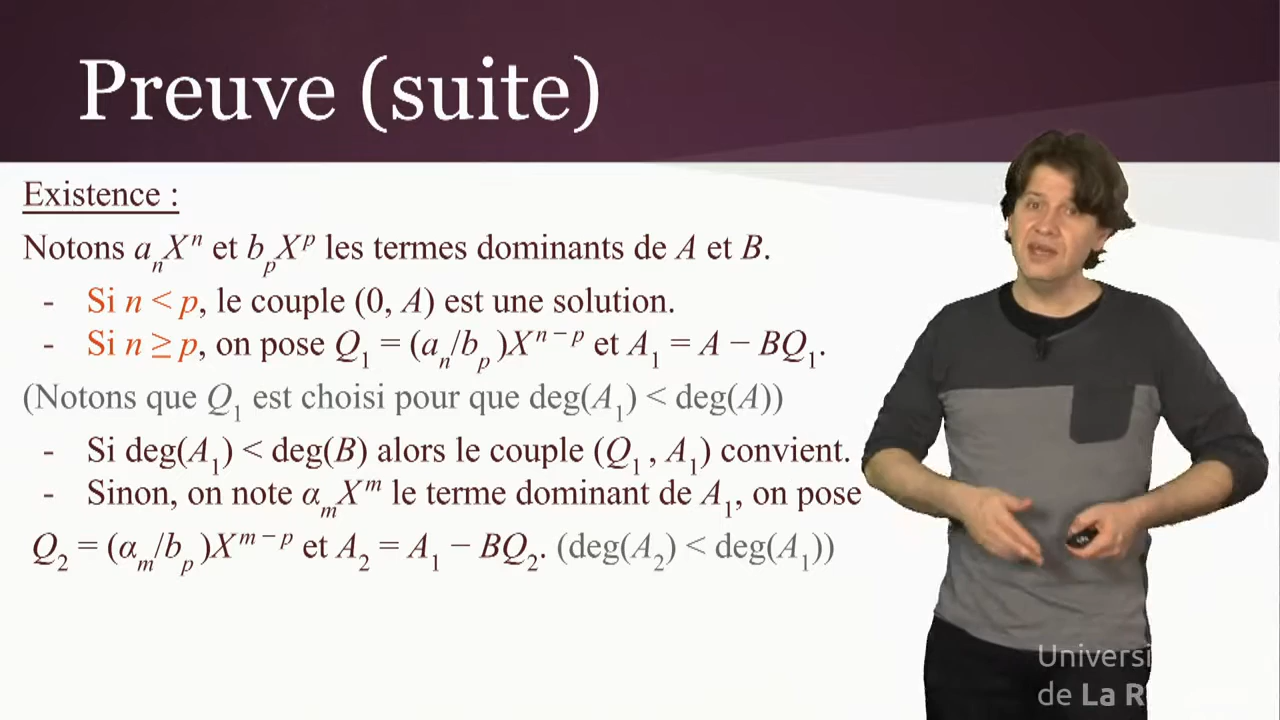 Preuve (suite)
Existence :
Notons aₙXⁿ et bₚXᵖ les termes dominants de A et B.
- Si n < p, le couple (0, A) est une solution.
- Si n ≥ p, on pose Q₁ = (aₙ/bₚ)Xⁿ⁻ᵖ et A₁ = A − BQ₁.
(Notons que Q₁ est choisi pour que deg(A₁) < deg(A))
- Si deg(A₁) < deg(B) alors le couple (Q₁, A₁) convient.
- Sinon, on note αₘXᵐ le terme dominant de A₁, on pose
Q₂ = (αₘ/bₚ)Xᵐ⁻ᵖ et A₂ = A₁ − BQ₂. (deg(A₂) < deg(A₁))
Universi
de La R